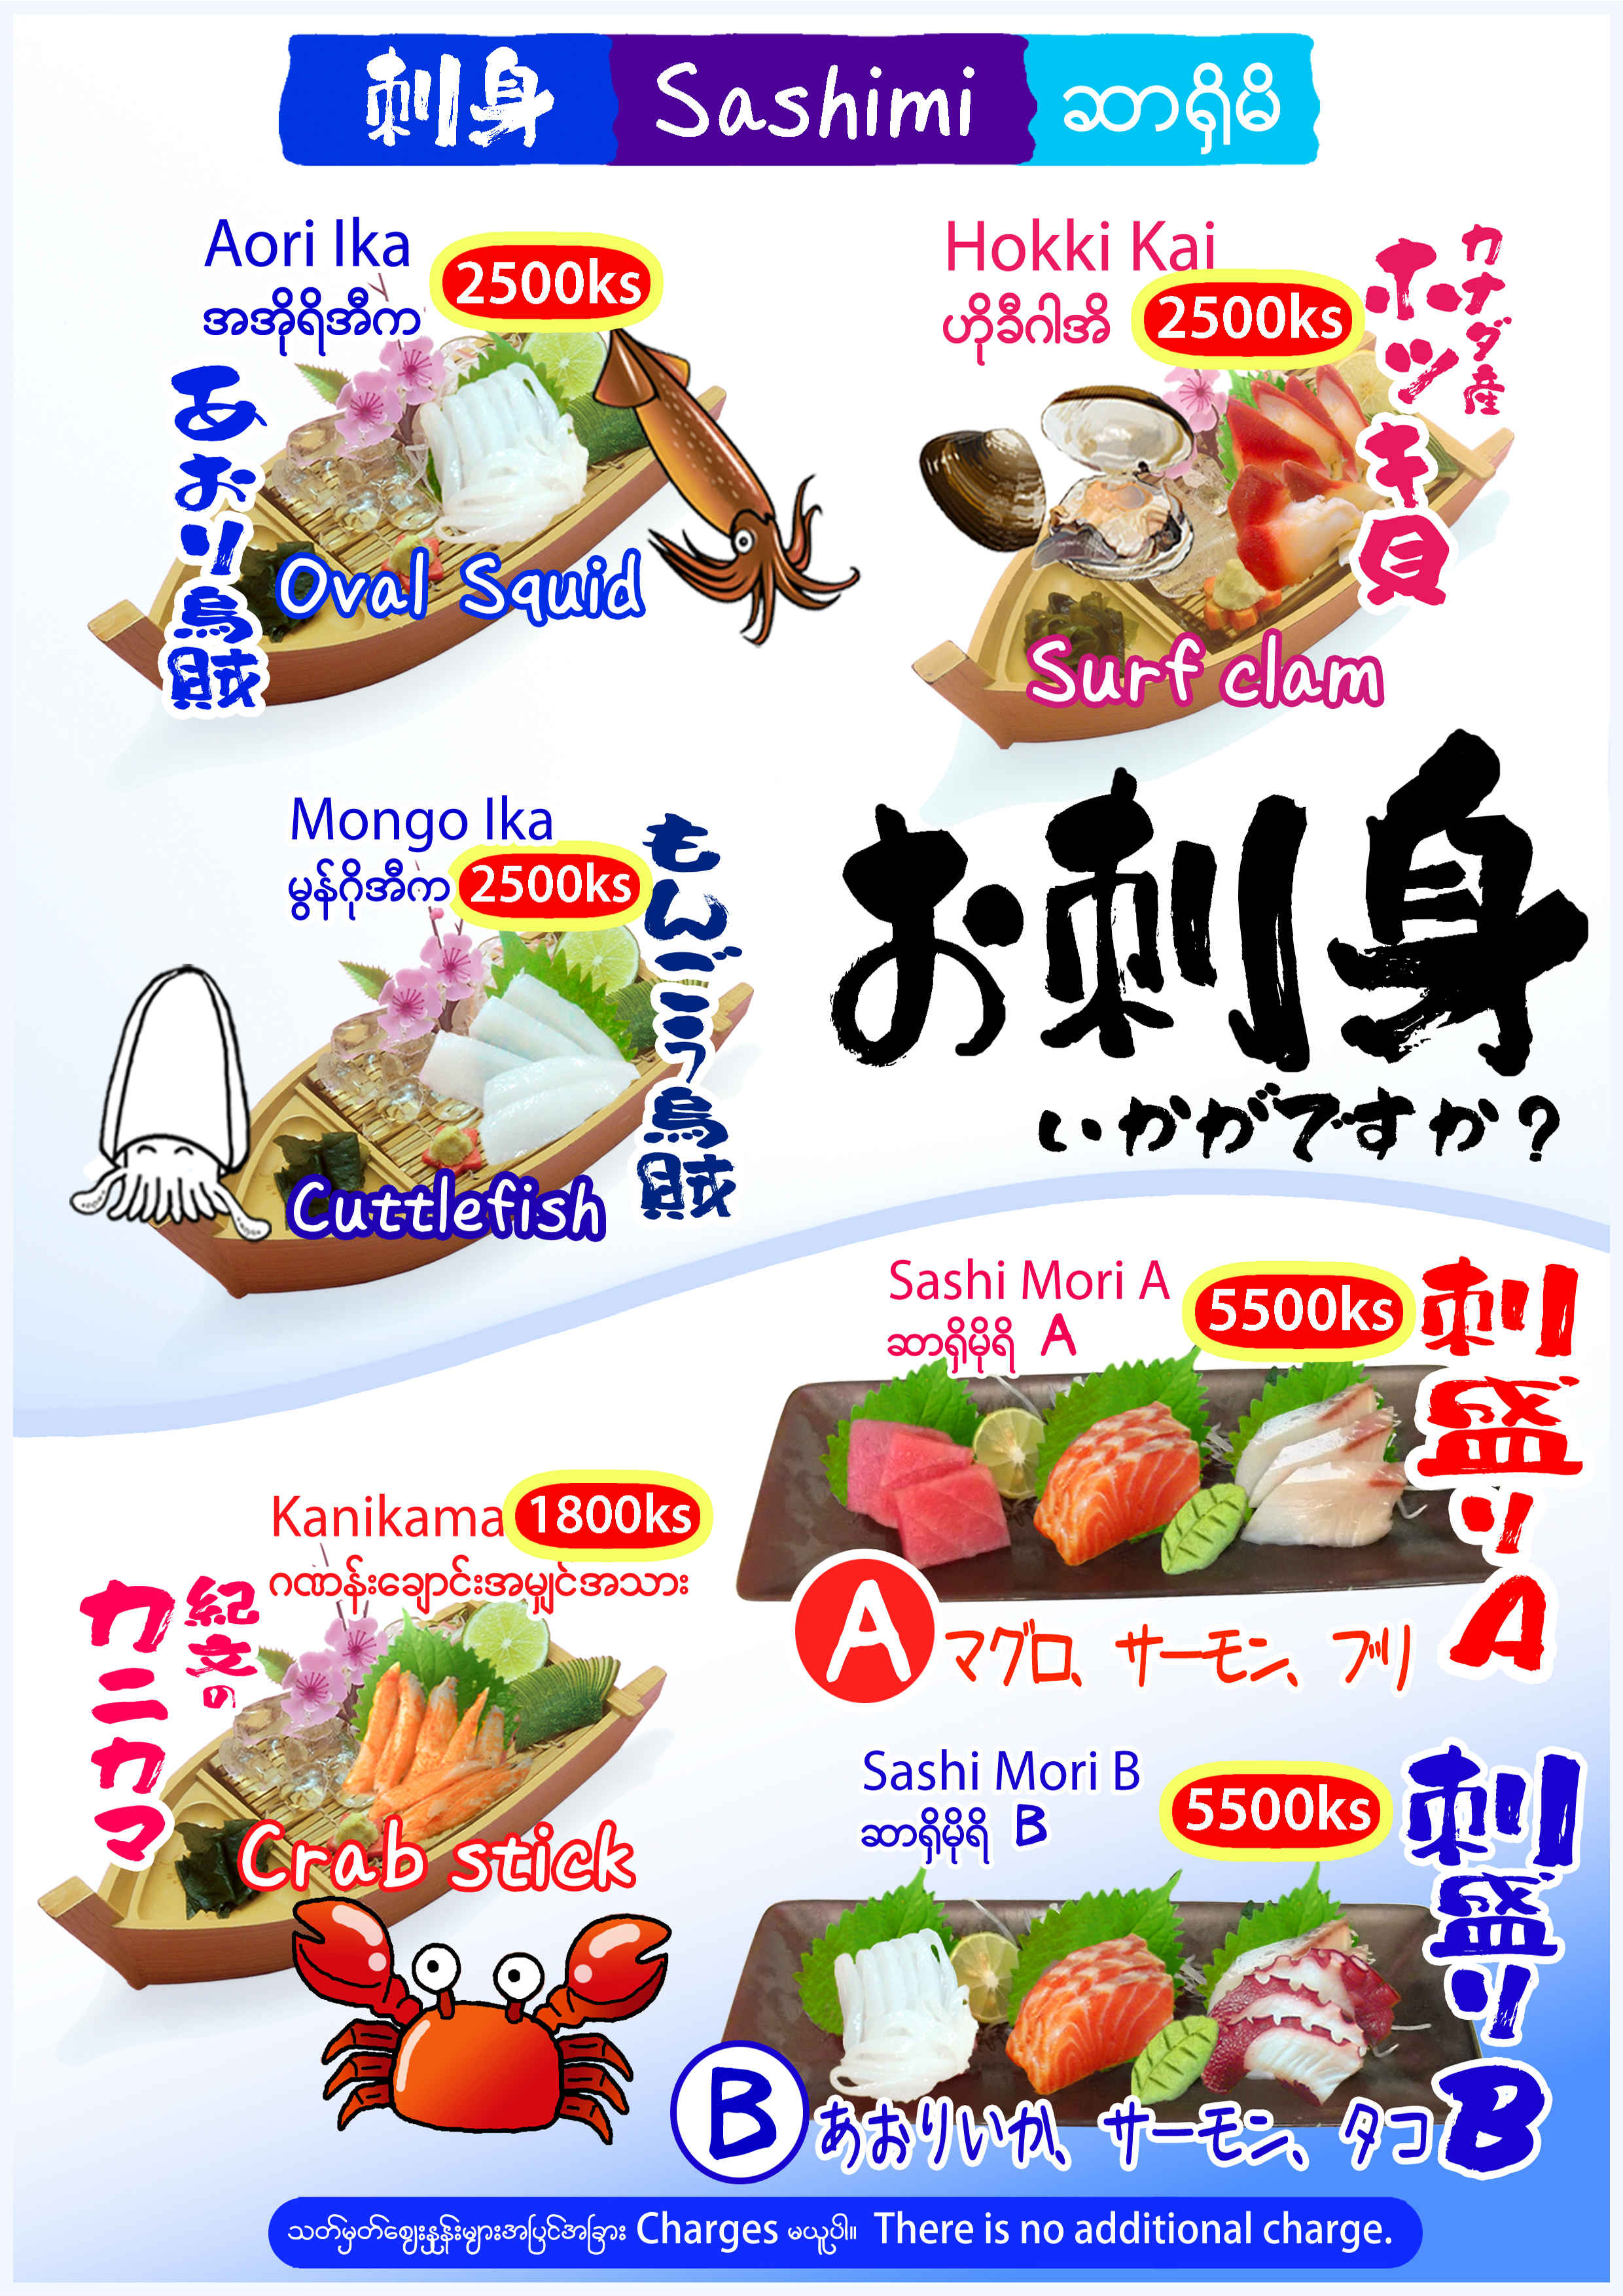 刺身 Sashimi ဆာရှိမိ
Aori Ika
အအိုရိအီက
2500ks
あおり烏賊
Oval Squid
Hokki Kai
ဟိုခီဂါအိ
2500ks
カナダ産
ホッキ貝
Surf clam
Mongo Ika
မွန်ဂိုအီက
2500ks
もんごう烏賊
Cuttlefish
お刺身
いかがですか？
Sashi Mori A
ဆာရှိမိုရိ A
5500ks
刺盛りA
A マグロ、サーモン、ブリ
Kanikama
1800ks
ဂဏန်းချောင်းအမျှင်အသား
紀文の
カニカマ
Crab stick
Sashi Mori B
ဆာရှိမိုရိ B
5500ks
刺盛りB
B あおりいか、サーモン、タコ
သတ်မှတ်ဈေးနှုန်းများအပြင်အခြား Charges မယူပါ။ There is no additional charge.